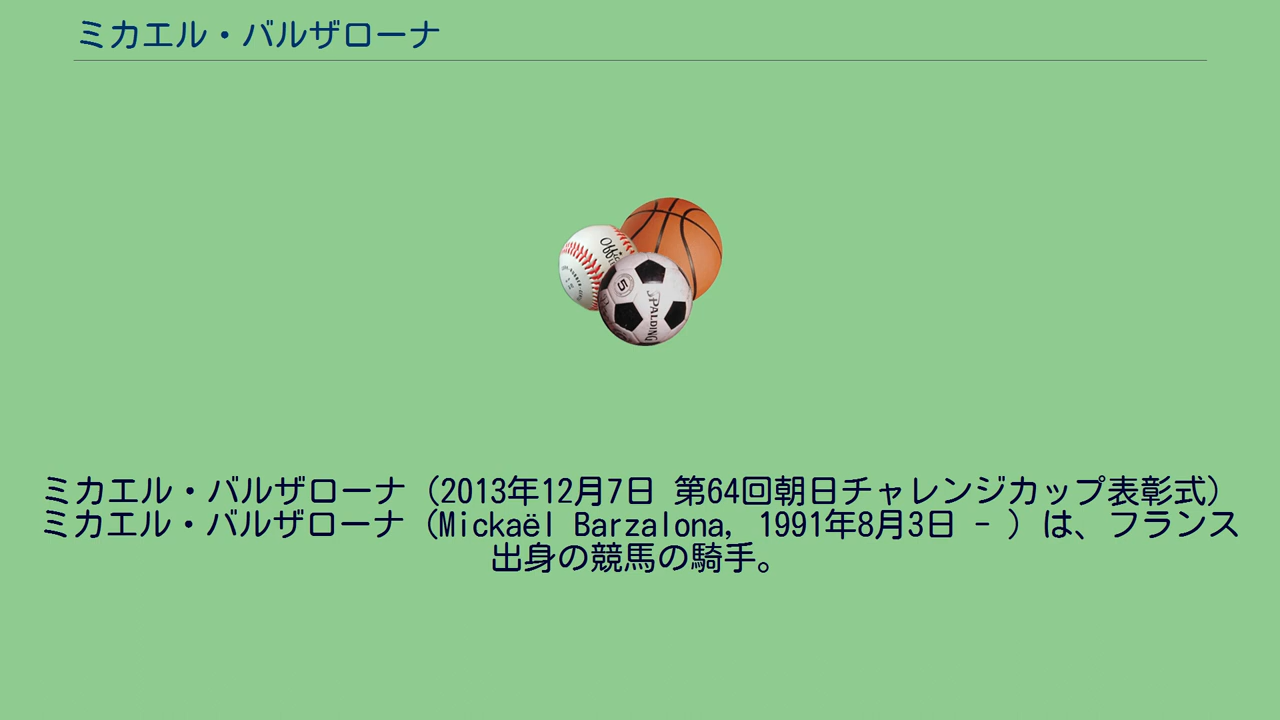 ミカエル・バルザローナ
Offic
5
SPALDING
ミカエル・バルザローナ（2013年12月7日 第64回朝日チャレンジカップ表彰式）
ミカエル・バルザローナ（Mickaël Barzalona, 1991年8月3日 - ）は、フランス
出身の競馬の騎手。